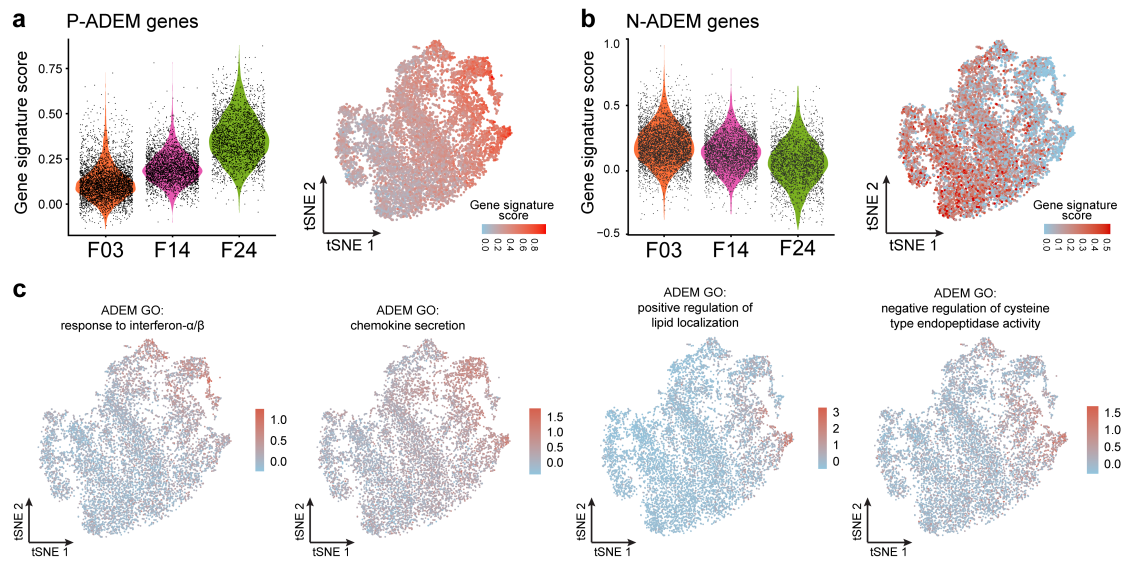 a
P-ADEM genes
Gene signature score
0.75
0.50
0.25
0.00
F03
F14
F24
tSNE 2
tSNE 1
Gene signature
score
0.0
0.2
0.4
0.6
0.8
b
N-ADEM genes
Gene signature score
1.0
0.5
0.0
−0.5
F03
F14
F24
tSNE 2
tSNE 1
Gene signature
score
0.0
0.1
0.2
0.3
0.4
0.5
c
ADEM GO:
response to interferon-α/β
1.0
0.5
0.0
tSNE 2
tSNE 1
ADEM GO:
chemokine secretion
1.5
1.0
0.5
0.0
tSNE 2
tSNE 1
ADEM GO:
positive regulation of
lipid localization
3
2
1
0
tSNE 2
tSNE 1
ADEM GO:
negative regulation of cysteine
type endopeptidase activity
1.5
1.0
0.5
0.0
tSNE 2
tSNE 1